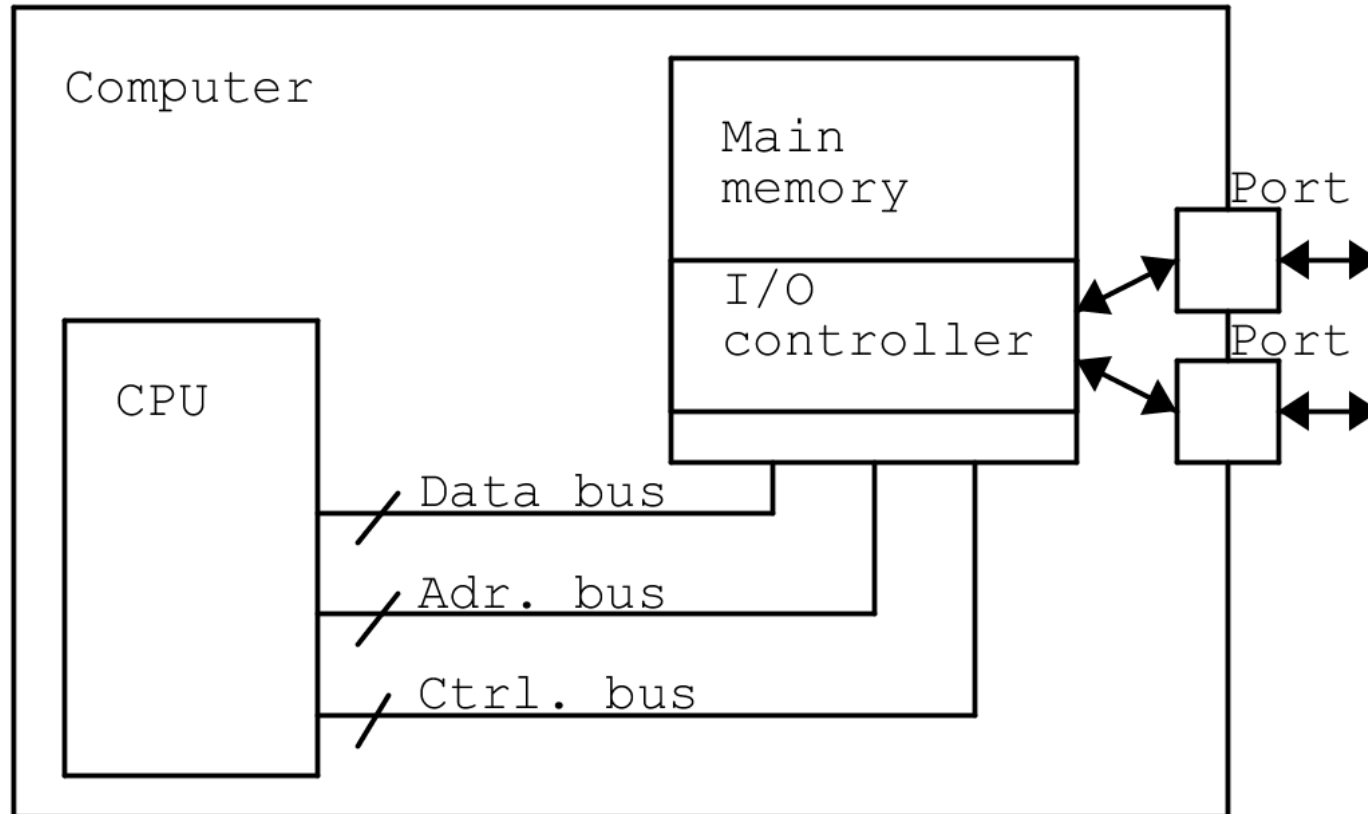 Computer
Main
memory
Port
I/O
controller
Port
CPU
Data bus
Adr. bus
Ctrl. bus